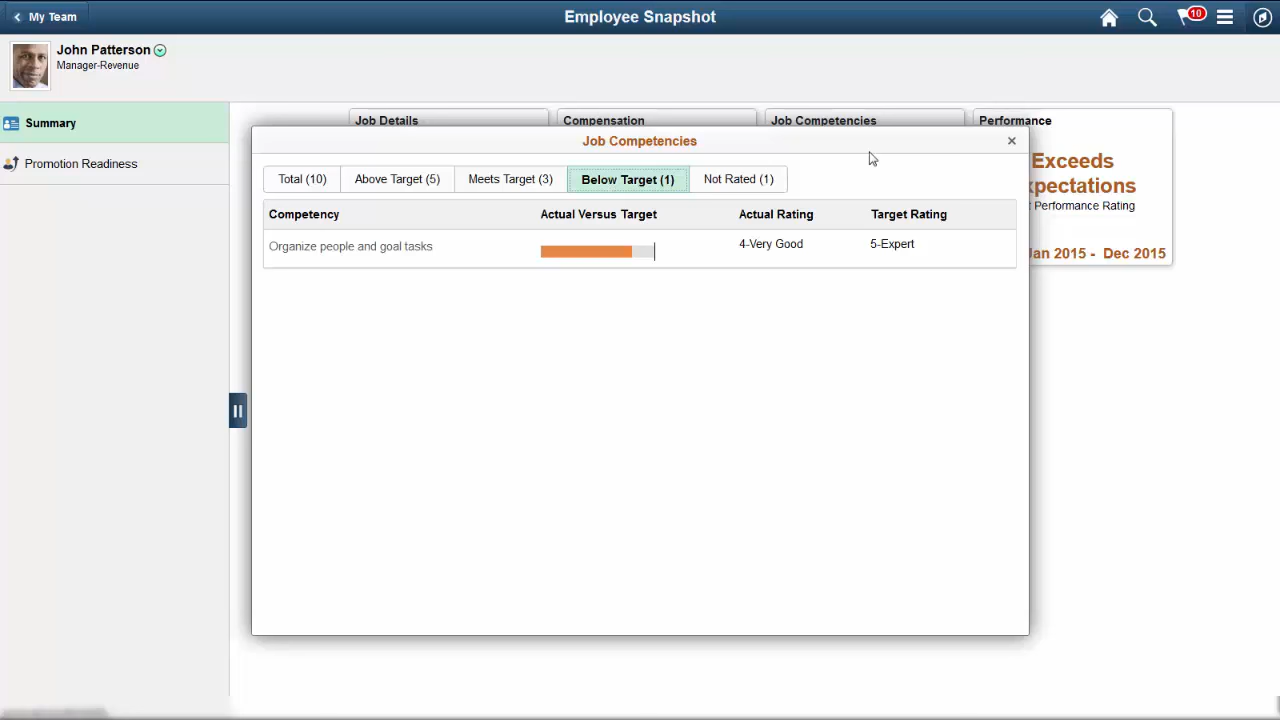 My Team
Employee Snapshot
10
John Patterson
Manager-Revenue
Summary
Promotion Readiness
Job Details
Compensation
Job Competencies
Performance
Exceeds
xpectations
Performance Rating
Jan 2015 - Dec 2015
Job Competencies
×
Total (10)
Above Target (5)
Meets Target (3)
Below Target (1)
Not Rated (1)
Competency
Actual Versus Target
Actual Rating
Target Rating
Organize people and goal tasks
4-Very Good
5-Expert